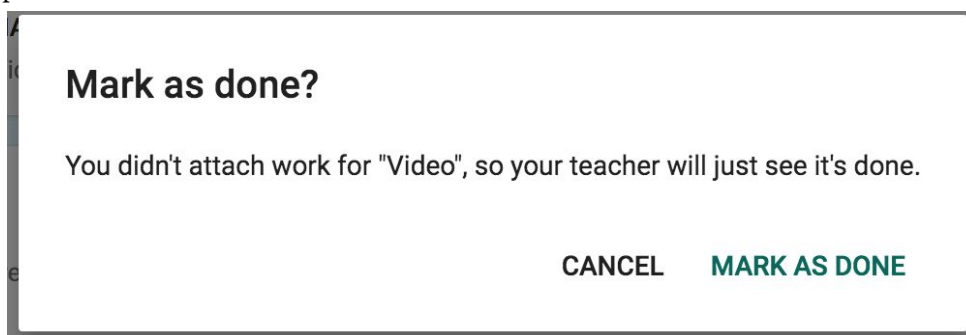 Mark as done?
You didn't attach work for "Video", so your teacher will just see it's done.
CANCEL MARK AS DONE